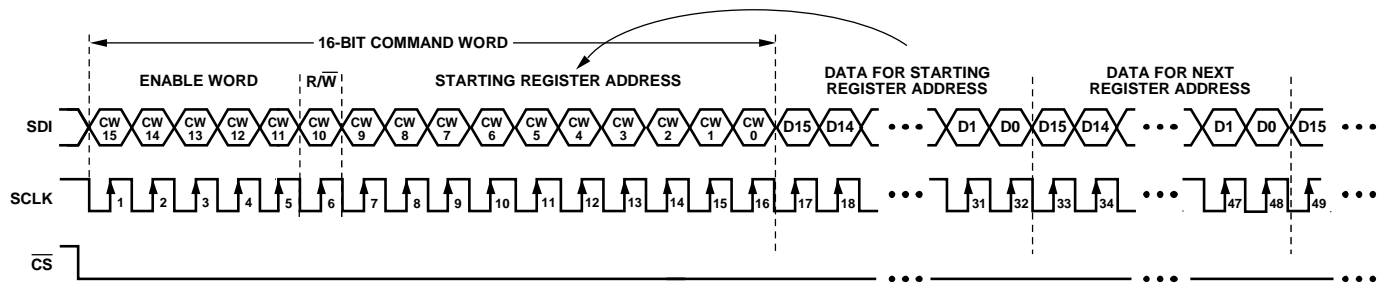 16-BIT COMMAND WORD
ENABLE WORD R/W STARTING REGISTER ADDRESS DATA FOR STARTING REGISTER ADDRESS DATA FOR NEXT REGISTER ADDRESS
SDI CW 15 CW 14 CW 13 CW 12 CW 11 CW 10 CW 9 CW 8 CW 7 CW 6 CW 5 CW 4 CW 3 CW 2 CW 1 CW 0 D15 D14 ••• D1 D0 D15 D14 ••• D1 D0 D15 •••
SCLK 1 2 3 4 5 6 7 8 9 10 11 12 13 14 15 16 17 18 ••• 31 32 33 34 ••• 47 48 49 •••
CS ••• ••• •••